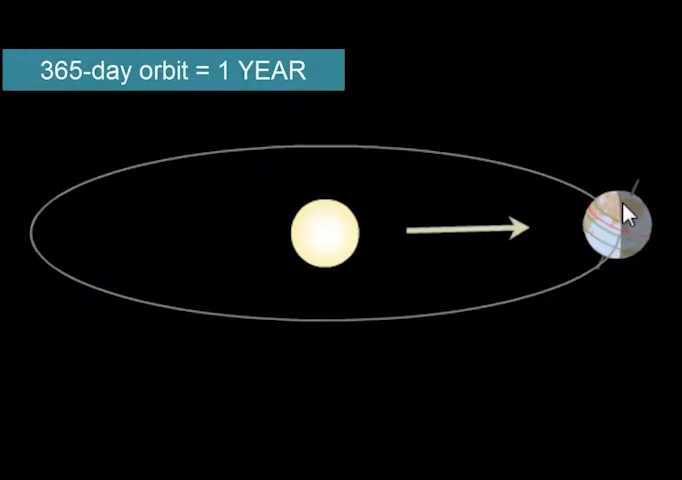 365-day orbit = 1 YEAR